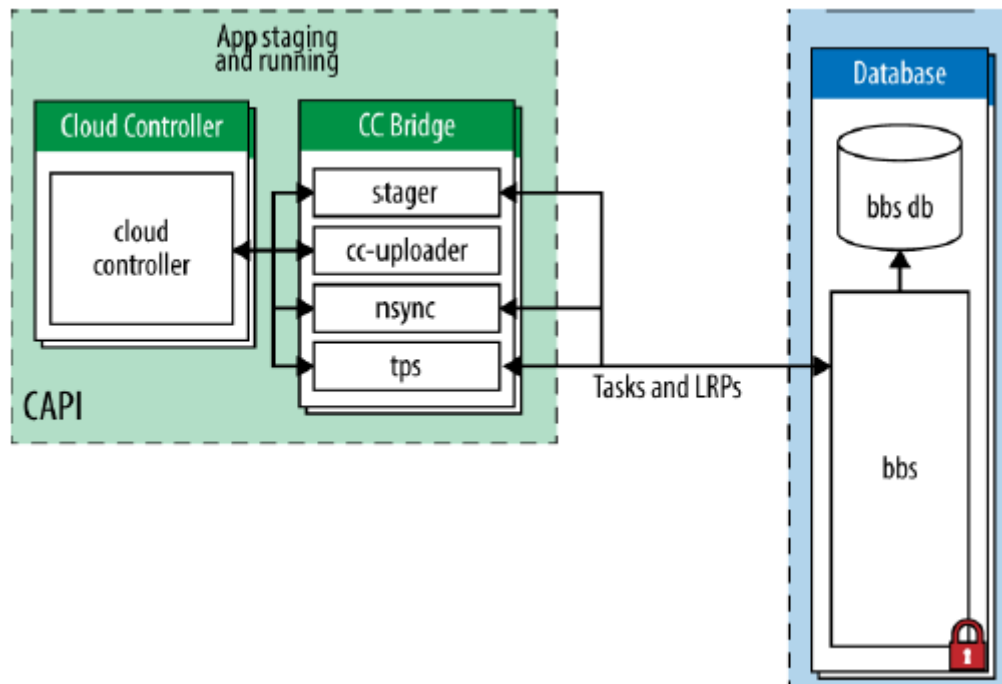 App staging
and running
Cloud Controller
cloud
controller
CC Bridge
stager
cc-uploader
nsync
tps
CAPI
Tasks and LRPs
Database
bbs db
bbs